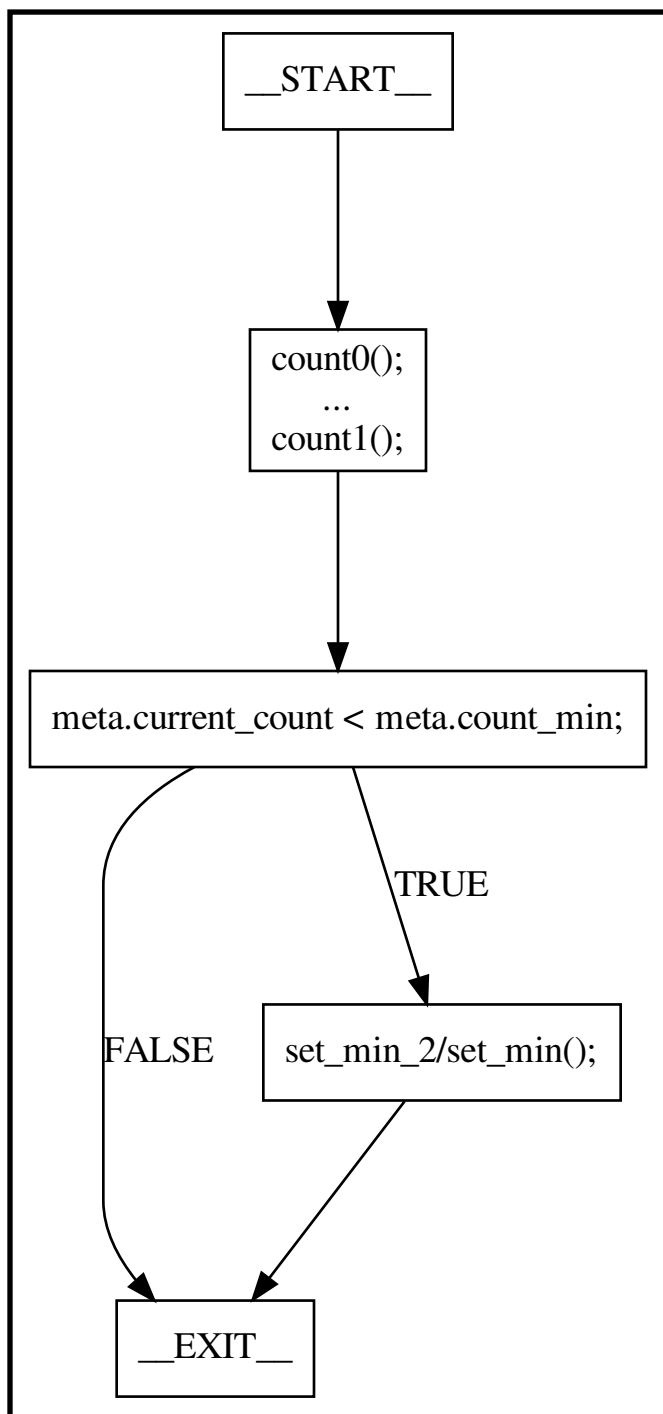 __START__
count0();
...
count1();
meta.current_count < meta.count_min;
TRUE
FALSE
set_min_2/set_min();
__EXIT__